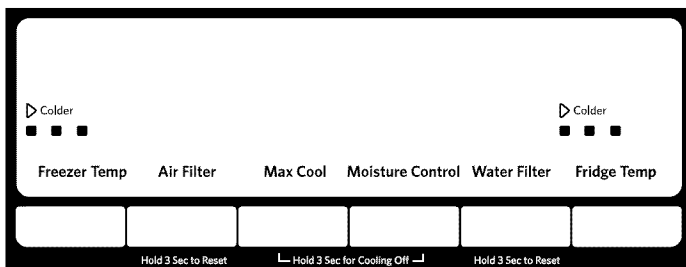 Colder Colder
Freezer Temp Air Filter Max Cool Moisture Control Water Filter Fridge Temp
Hold 3 Sec to Reset Hold 3 Sec for Cooling Off Hold 3 Sec to Reset